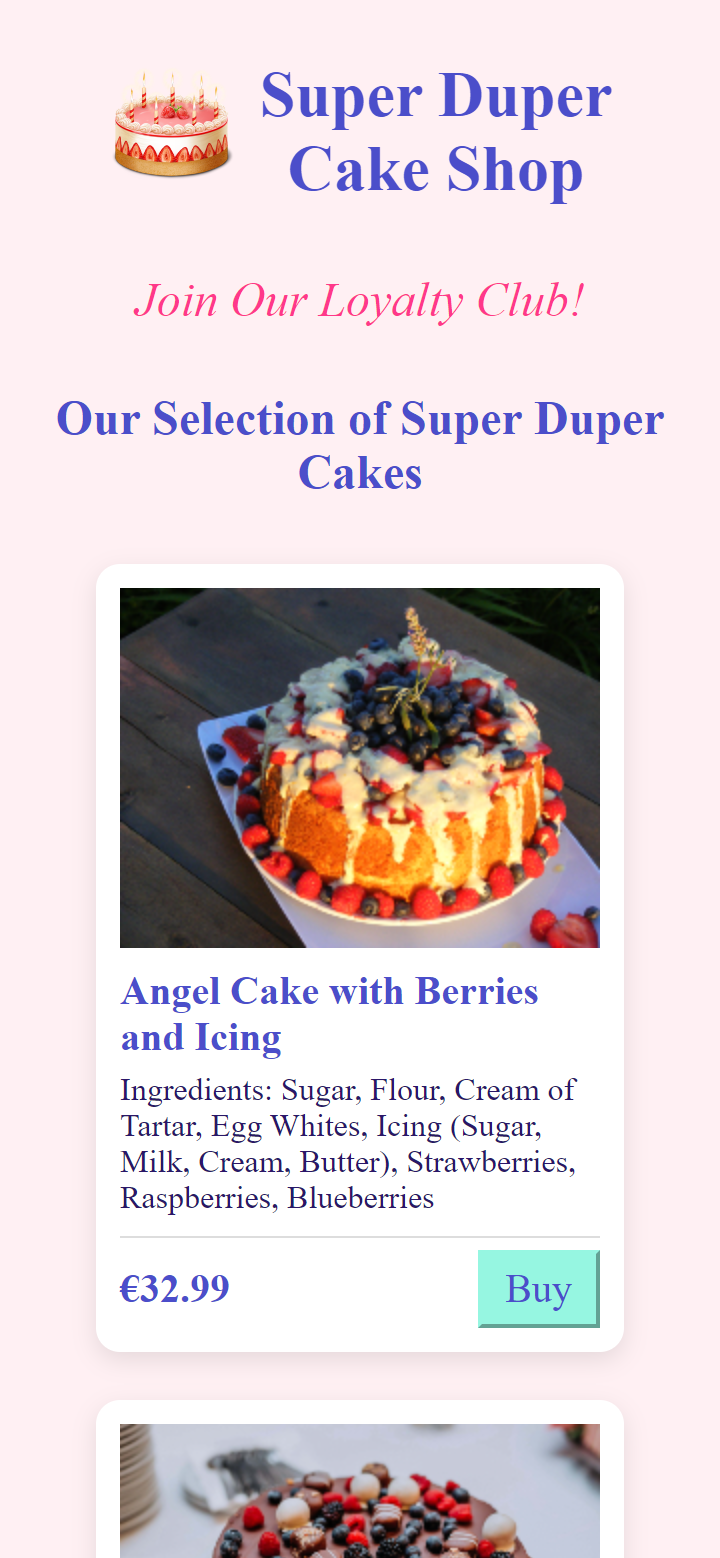 Super Duper
Cake Shop
Join Our Loyalty Club!
Our Selection of Super Duper
Cakes
Angel Cake with Berries
and Icing
Ingredients: Sugar, Flour, Cream of
Tartar, Egg Whites, Icing (Sugar,
Milk, Cream, Butter), Strawberries,
Raspberries, Blueberries
€32.99
Buy